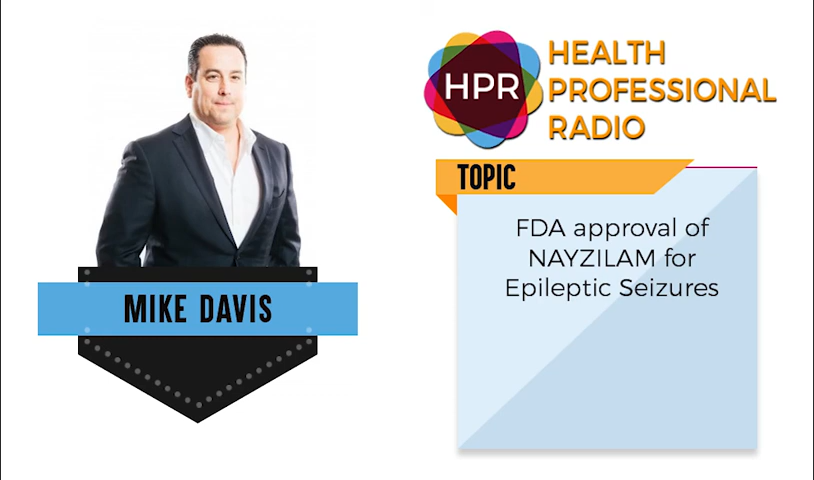 MIKE DAVIS
HPR
HEALTH
PROFESSIONAL
RADIO
TOPIC
FDA approval of
NAYZILAM for
Epileptic Seizures